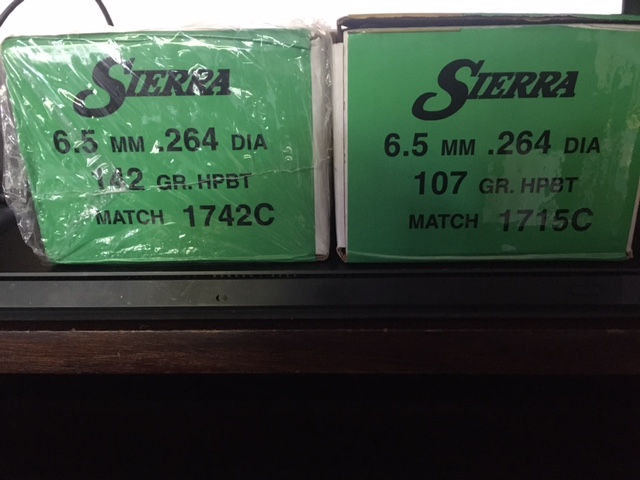 SIERRA
6.5 MM .264 DIA
142 GR. HPBT
MATCH 1742C
SIERRA
6.5 MM .264 DIA
107 GR. HPBT
MATCH 1715C